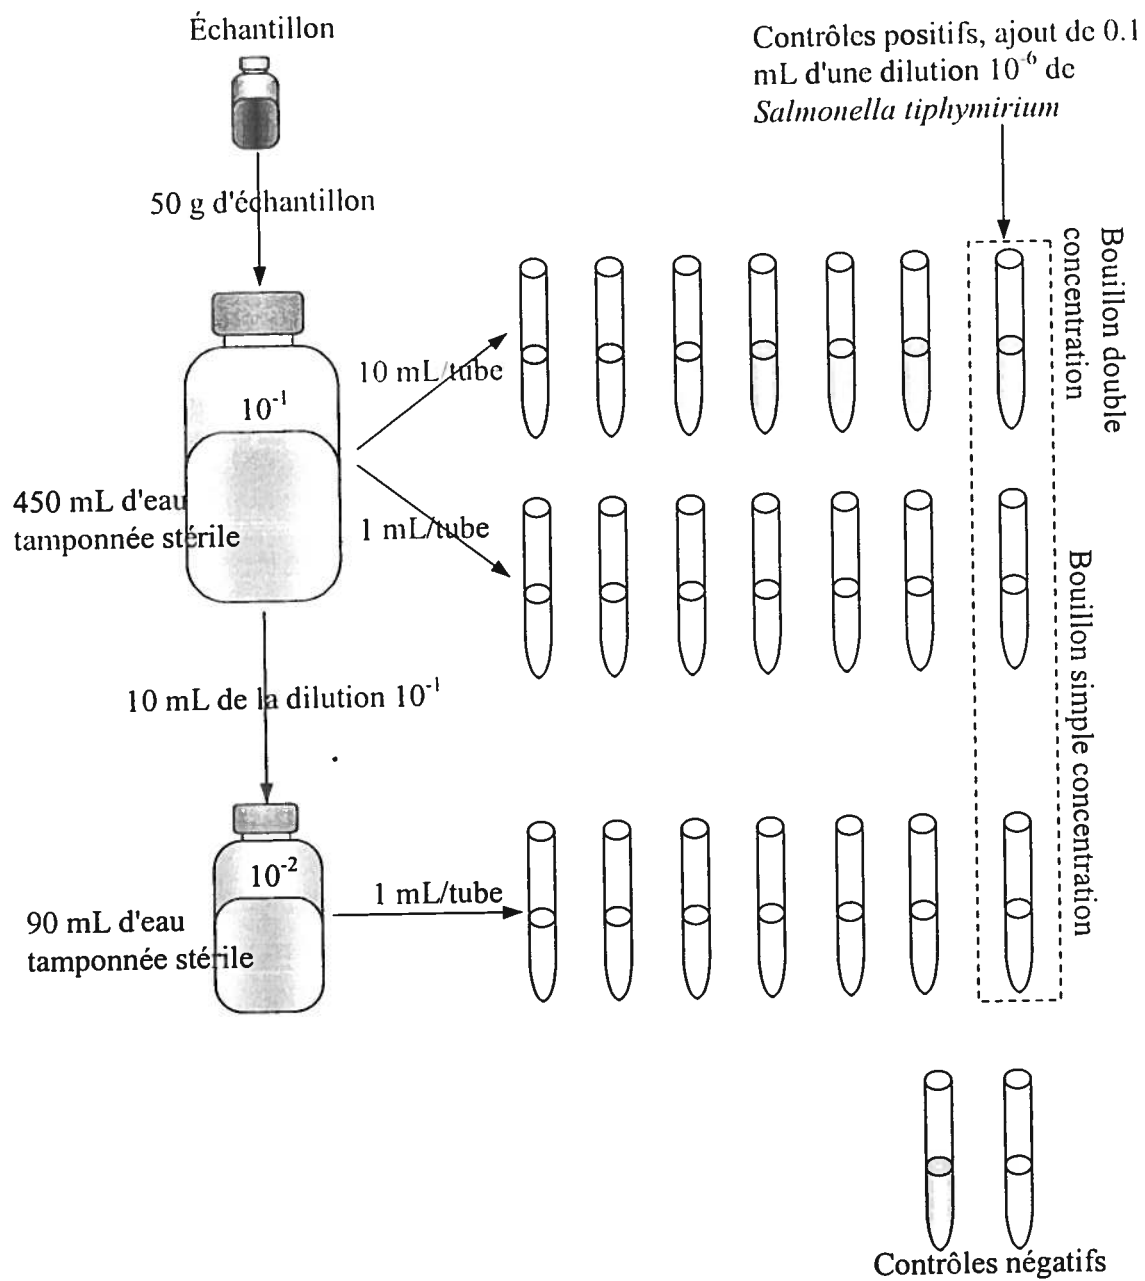 Échantillon
Contrôles positifs, ajout de 0.1
mL d'une dilution 10⁻⁶ de
Salmonella tiphymirium
50 g d'échantillon
Bouillon double
concentration
10 mL/tube
10⁻¹
450 mL d'eau
tamponnée stérile
1 mL/tube
Bouillon simple concentration
10 mL de la dilution 10⁻¹
10⁻²
1 mL/tube
90 mL d'eau
tamponnée stérile
Contrôles négatifs